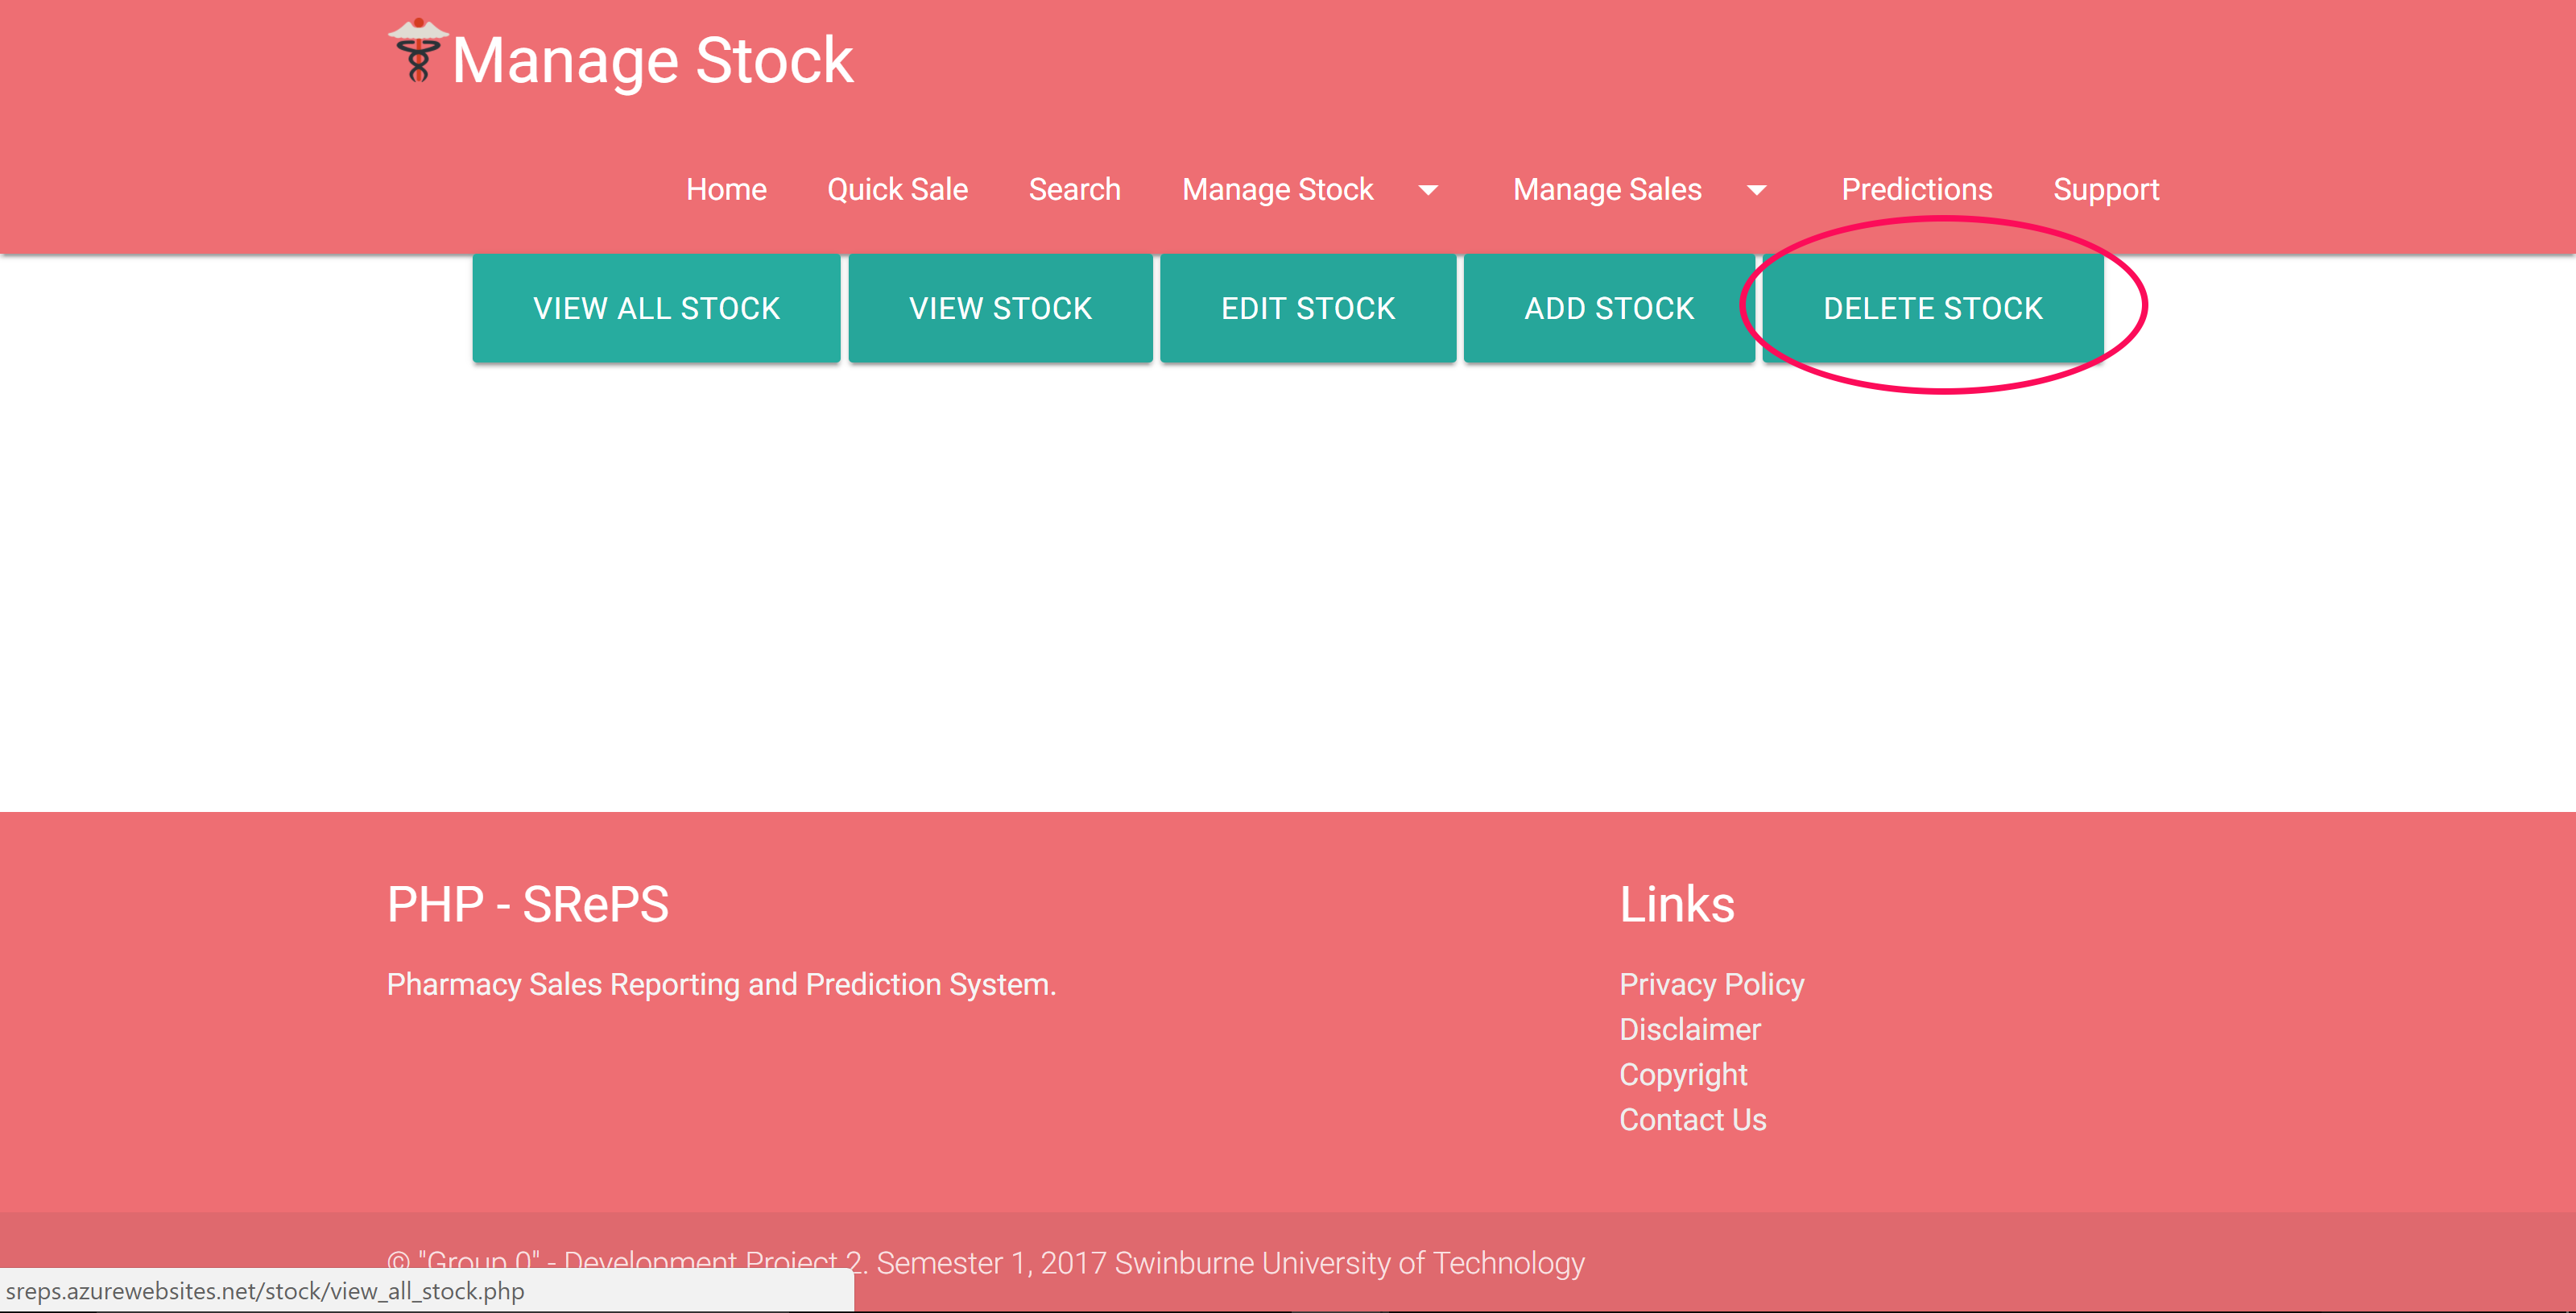 Manage Stock
Home Quick Sale Search Manage Stock Manage Sales Predictions Support
VIEW ALL STOCK VIEW STOCK EDIT STOCK ADD STOCK DELETE STOCK
PHP - SRePS
Pharmacy Sales Reporting and Prediction System.
Links
Privacy Policy
Disclaimer
Copyright
Contact Us
© "Group 0" - Development Project 2. Semester 1, 2017 Swinburne University of Technology
sreps.azurewebsites.net/stock/view_all_stock.php